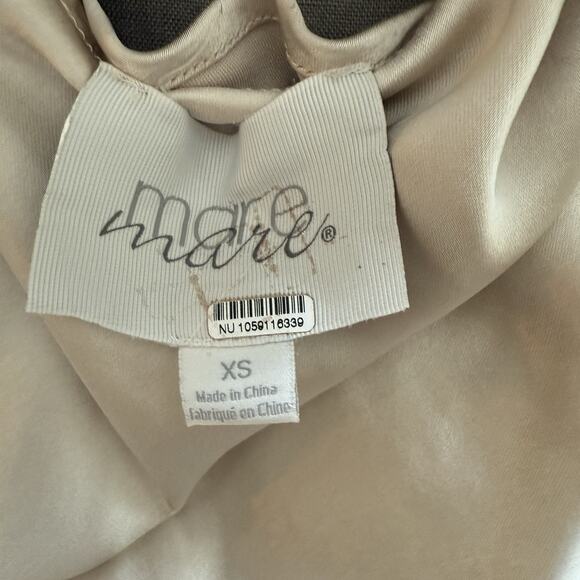 mare
mare®
NU 1059116339
XS
Made in China
Fabriqué en Chine